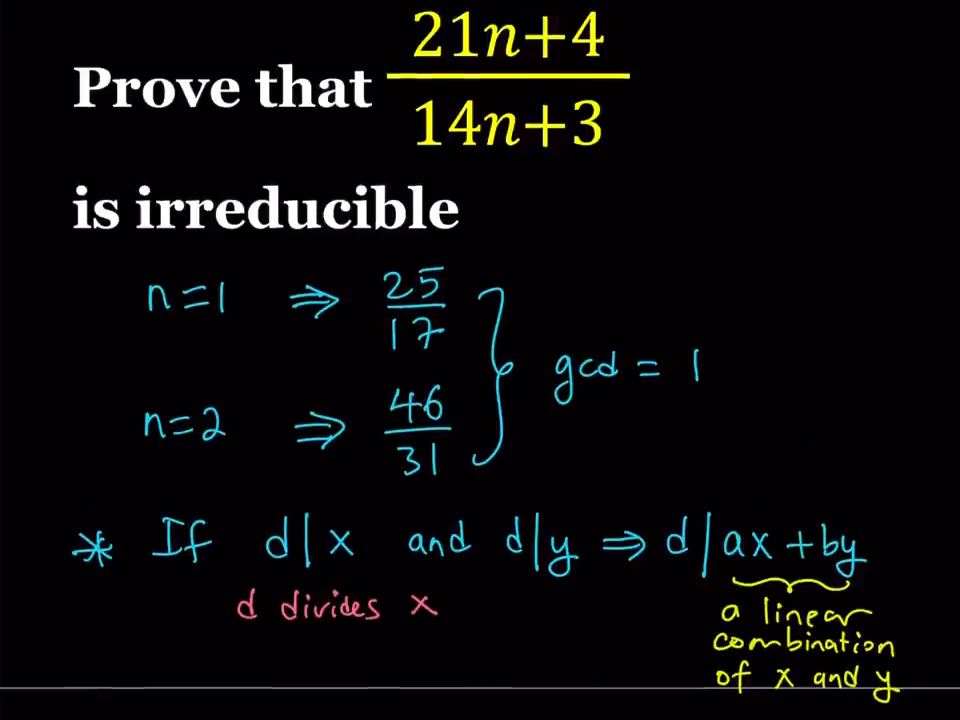 Prove that 21n+4 / 14n+3
is irreducible
n=1 ⇒ 25/17
gcd = 1
n=2 ⇒ 46/31
* If d|x and d|y ⇒ d|ax+by
d divides x
a linear
combination
of x and y